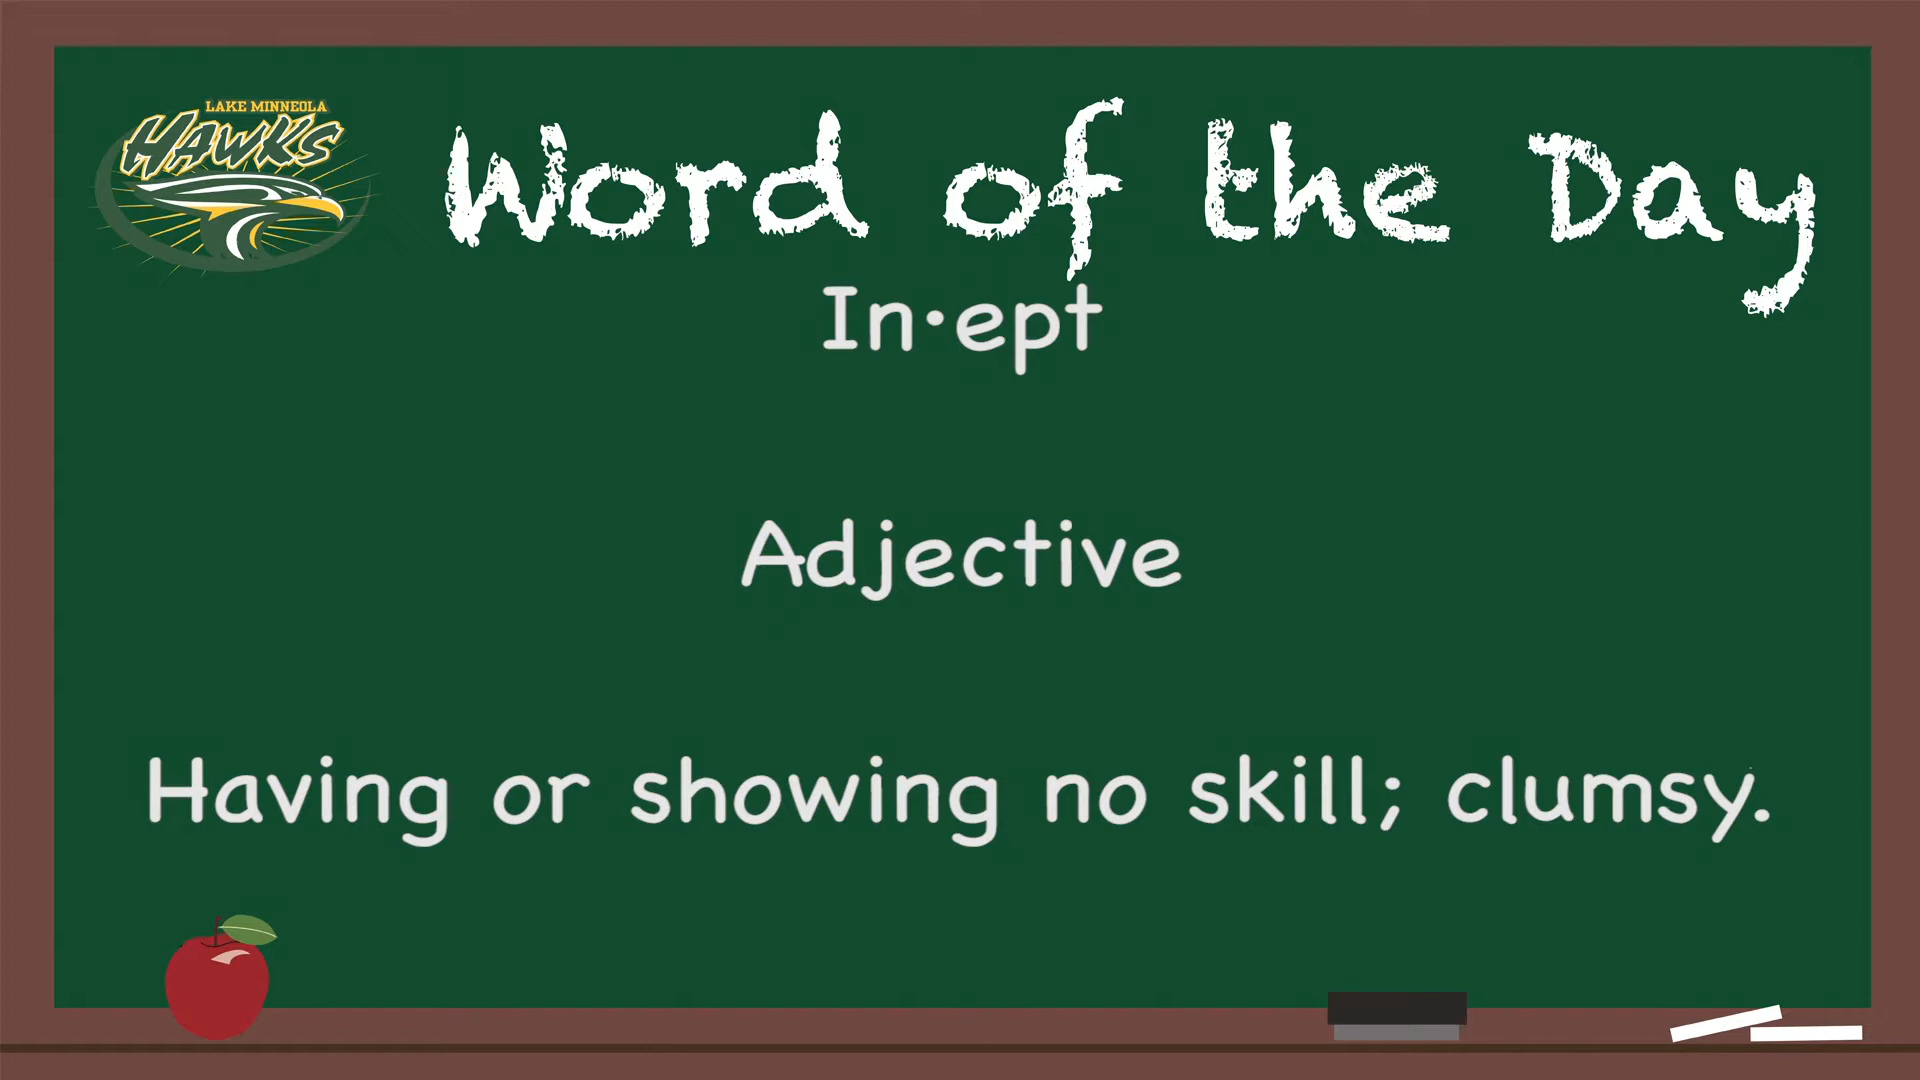 LAKE MINNEOLA
HAWKS
Word of the Day
In·ept
Adjective
Having or showing no skill; clumsy.